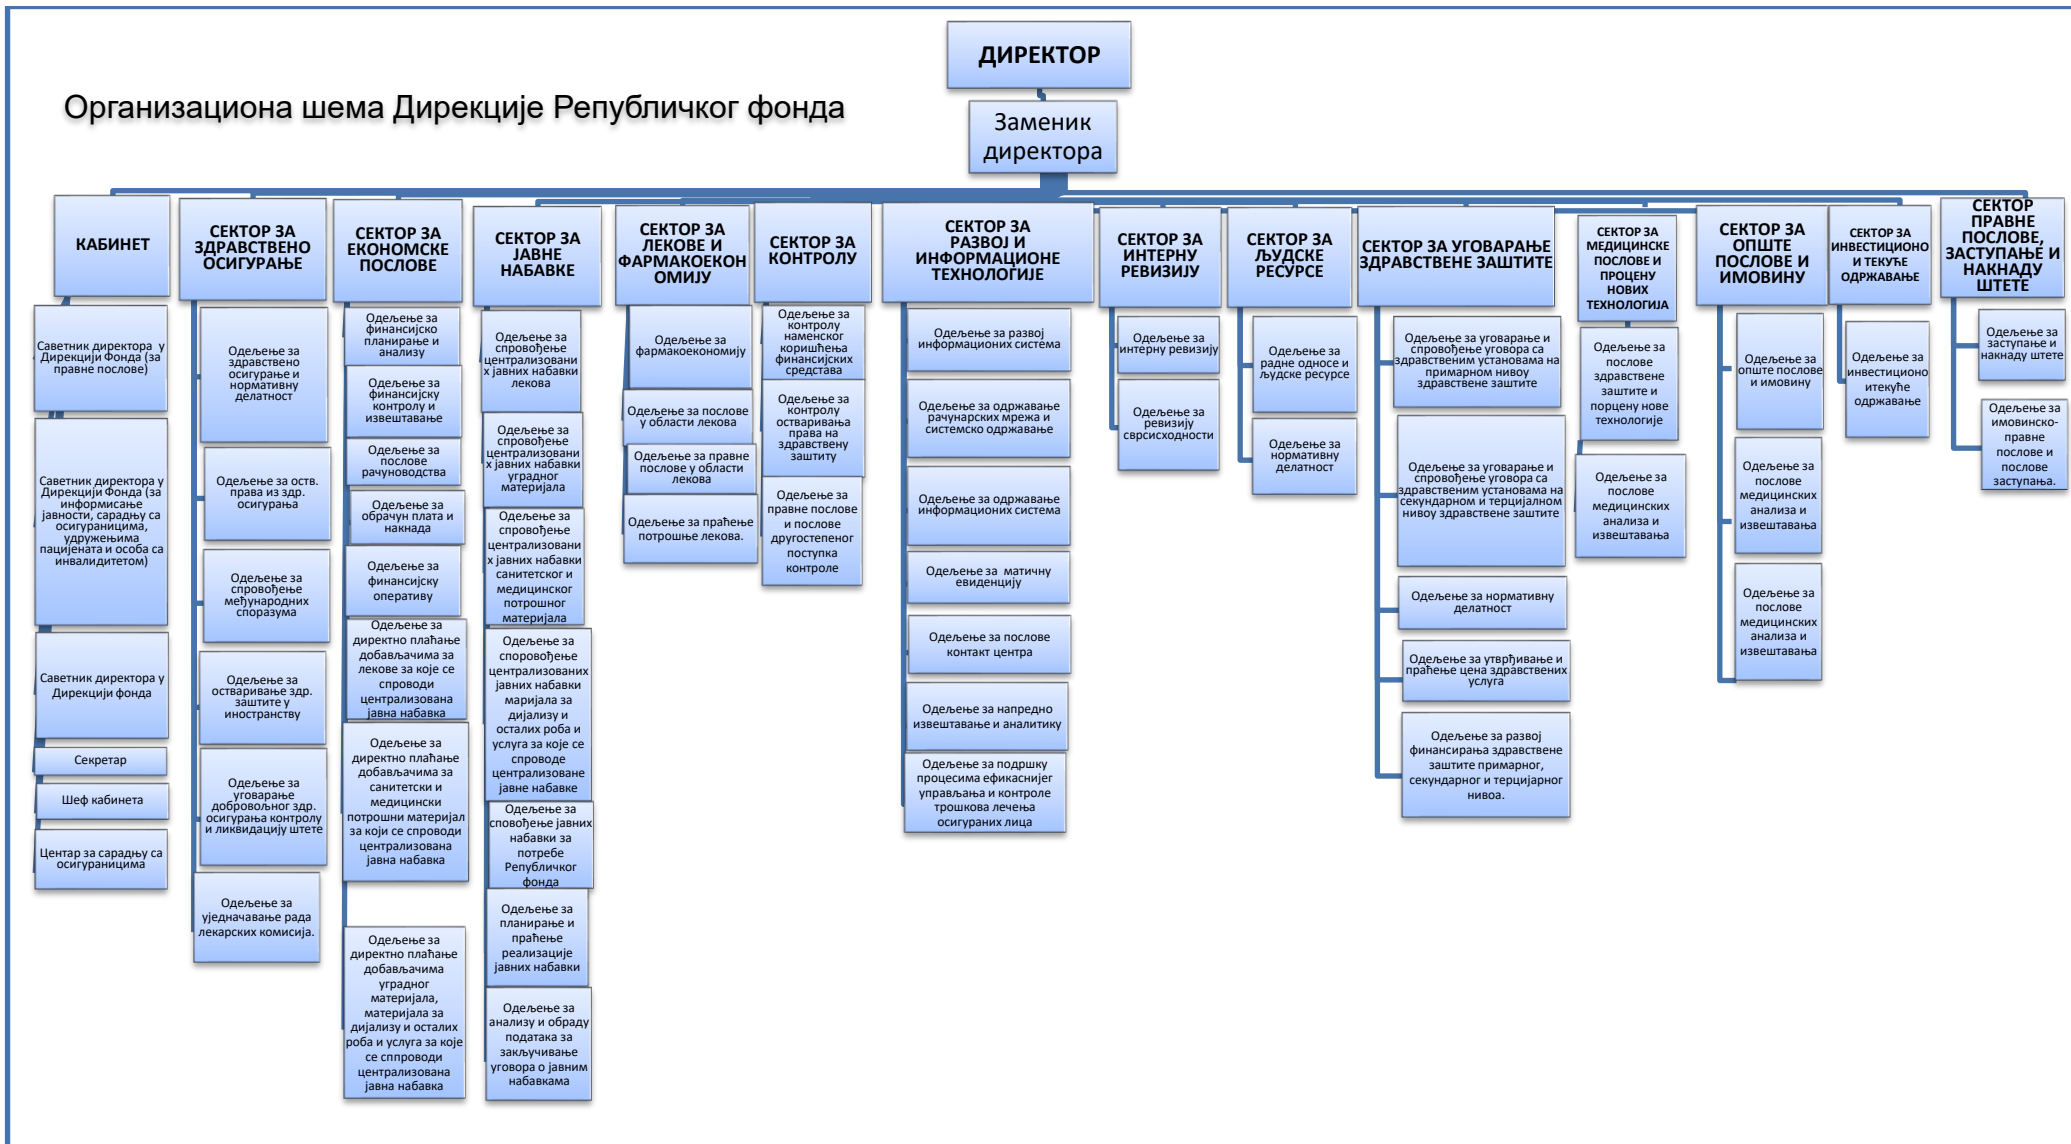 ДИРЕКТОР
Организациона шема Дирекције Републичког фонда
Заменик
директора
КАБИНЕТ
Саветник директора у
Дирекцији Фонда (за
правне послове)
Саветник директора у
Дирекцији Фонда (за
информисање
јавности, сарадњу са
осигураницима,
удружењима
пацијената и особа са
инвалидитетом)
Саветник директора у
Дирекцији фонда
Секретар
Шеф кабинета
Центар за сарадњу са
осигураницима
СЕКТОР ЗА
ЗДРАВСТВЕНО
ОСИГУРАЊЕ
Одељење за
здравствено
осигурање и
нормативну
делатност
Одељење за оств.
права из здр.
осигурања
Одељење за
спровођење
међународних
споразума
Одељење за
остваривање здр.
заштите у
иностранству
Одељење за
уговарање
добровољног здр.
осигурања контролу
и ликвидацију штете
Одељење за
уједначавање рада
лекарских комисија.
СЕКТОР ЗА
ЕКОНОМСКЕ
ПОСЛОВЕ
Одељење за
финансијско
планирање и
анализу
Одељење за
финансијску
контролу и
извештавање
Одељење за
послове
рачуноводства
Одељење за
обрачун плата и
накнада
Одељење за
финансијску
оперативу
Одељење за
директно плаћање
добављачима за
лекове за које се
спроводи
централизована
јавна набавка
Одељење за
директно плаћање
добављачима за
санитетски и
медицински
потрошни материјал
за који се спроводи
централизована
јавна набавка
Одељење за
директно плаћање
добављачима
уградног
материјала,
материјала за
дијализу и осталих
роба и услуга за које
се сппроводи
централизована
јавна набавка
СЕКТОР ЗА
ЈАВНЕ
НАБАВКЕ
Одељење за
спровођење
централизовани
х јавних набавки
лекова
Одељење за
спровођење
централизовани
х јавних набавки
уградног
материјала
Одељење за
спровођење
централизовани
х јавних набавки
санитетског и
медицинског
потрошног
материјала
Одељење за
споровођење
централизованих
јавних набавки
маријала за
дијализу и
осталих роба и
услуга за које се
спроводе
централизоване
јавне набавке
Одељење за
сповођење јавних
набавки за
потребе
Републичког
фонда
Одељење за
планирање и
праћење
реализације
јавних набавки
Одељење за
анализу и обраду
података за
закључивање
уговора о јавним
набавкама
СЕКТОР ЗА
ЛЕКОВЕ И
ФАРМАКОЕКОН
ОМИЈУ
Одељење за
фармакоекономију
Одељење за послове
у области лекова
Одељење за правне
послове у области
лекова
Одељење за праћење
потрошње лекова.
СЕКТОР ЗА
КОНТРОЛУ
Одељење за
контролу
наменског
коришћења
финансијских
средстава
Одељење за
контролу
остваривања
права на
здравствену
заштиту
Одељење за
правне послове
и послове
другостепеног
поступка
контроле
СЕКТОР ЗА
РАЗВОЈ И
ИНФОРМАЦИОНЕ
ТЕХНОЛОГИЈЕ
Одељење за развој
информационих система
Одељење за одржавање
рачунарских мрежа и
системско одржавање
Одељење за одржавање
информационих система
Одељење за матичну
евиденцију
Одељење за послове
контакт центра
Одељење за напредно
извештавање и аналитику
Одељење за подршку
процесима ефикаснијег
управљања и контроле
трошкова лечења
осигураних лица
СЕКТОР ЗА
ИНТЕРНУ
РЕВИЗИЈУ
Одељење за
интерну ревизију
Одељење за
ревизију
сврсисходности
СЕКТОР ЗА
ЉУДСКЕ
РЕСУРСЕ
Одељење за
радне односе и
људске ресурсе
Одељење за
нормативну
делатност
СЕКТОР ЗА УГОВАРАЊЕ
ЗДРАВСТВЕНЕ ЗАШТИТЕ
Одељење за уговарање и
спровођење уговора са
здравственим установама на
примарном нивоу
здравствене заштите
Одељење за уговарање и
спровођење уговора са
здравственим установама на
секундарном и терцијалном
нивоу здравствене заштите
Одељење за нормативну
делатност
Одељење за утврђивање и
праћење цена здравствених
услуга
Одељење за развој
финансирања здравствене
заштите примарног,
секундарног и терцијарног
нивоа.
СЕКТОР ЗА
МЕДИЦИНСКЕ
ПОСЛОВЕ И
ПРОЦЕНУ
НОВИХ
ТЕХНОЛОГИЈА
Одељење за
послове
здравствене
заштите и
порцену нове
технологије
Одељење за
послове
медицинских
анализа и
извештавања
СЕКТОР ЗА
ОПШТЕ
ПОСЛОВЕ И
ИМОВИНУ
Одељење за
опште послове
и имовину
Одељење за
послове
медицинских
анализа и
извештавања
Одељење за
послове
медицинских
анализа и
извештавања
СЕКТОР ЗА
ИНВЕСТИЦИОНО
И ТЕКУЋЕ
ОДРЖАВАЊЕ
Одељење за
инвестиционо
итекуће
одржавање
СЕКТОР
ПРАВНЕ
ПОСЛОВЕ,
ЗАСТУПАЊЕ И
НАКНАДУ
ШТЕТЕ
Одељење за
заступање и
накнаду штете
Одељење за
имовинско-
правне
послове и
послове
заступања.